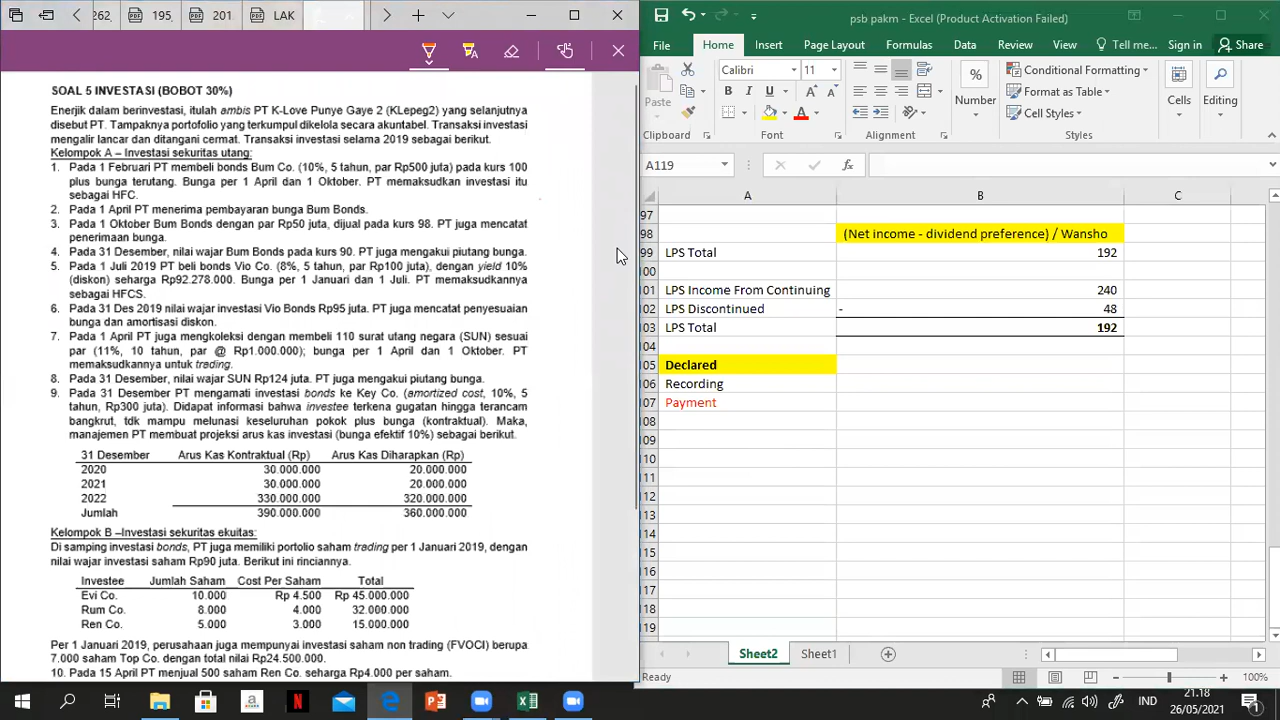 262,
195,
201
LAK
psb pakm - Excel (Product Activation Failed)
File
Home
Insert
Page Layout
Formulas
Data
Review
View
Tell me...
Sign in
Share
Paste
Calibri
11
B I U
Number
Conditional Formatting
Format as Table
Cell Styles
Cells
Editing
Clipboard
Font
Alignment
Styles
A119
fx
SOAL 5 INVESTASI (BOBOT 30%)
Enerjik dalam berinvestasi, itulah ambis PT K-Love Punye Gaye 2 (KLepeg2) yang selanjutnya
disebut PT. Tampaknya portofolio yang terkumpul dikelola secara akuntabel. Transaksi investasi
mengalir lancar dan ditangani cermat. Transaksi investasi selama 2019 sebagai berikut.
Kelompok A – Investasi sekuritas utang:
1. Pada 1 Februari PT membeli bonds Bum Co. (10%, 5 tahun, par Rp500 juta) pada kurs 100
plus bunga terutang. Bunga per 1 April dan 1 Oktober. PT memaksudkan investasi itu
sebagai HFC.
2. Pada 1 April PT menerima pembayaran bunga Bum Bonds.
3. Pada 1 Oktober Bum Bonds dengan par Rp50 juta, dijual pada kurs 98. PT juga mencatat
penerimaan bunga.
4. Pada 31 Desember, nilai wajar Bum Bonds pada kurs 90. PT juga mengakui piutang bunga.
5. Pada 1 Juli 2019 PT beli bonds Vio Co. (8%, 5 tahun, par Rp100 juta), dengan yield 10%
(diskon) seharga Rp92.278.000. Bunga per 1 Januari dan 1 Juli. PT memaksudkannya
sebagai HFCS.
6. Pada 31 Des 2019 nilai wajar investasi Vio Bonds Rp95 juta. PT juga mencatat penyesuaian
bunga dan amortisasi diskon.
7. Pada 1 April PT juga mengkoleksi dengan membeli 110 surat utang negara (SUN) sesuai
par (11%, 10 tahun, par @ Rp1.000.000); bunga per 1 April dan 1 Oktober. PT
memaksudkannya untuk trading.
8. Pada 31 Desember, nilai wajar SUN Rp124 juta. PT juga mengakui piutang bunga.
9. Pada 31 Desember PT mengamati investasi bonds ke Key Co. (amortized cost, 10%, 5
tahun, Rp300 juta). Didapat informasi bahwa investee terkena gugatan hingga terancam
bangkrut, tdk mampu melunasi keseluruhan pokok plus bunga (kontraktual). Maka,
manajemen PT membuat projeksi arus kas investasi (bunga efektif 10%) sebagai berikut.
31 Desember Arus Kas Kontraktual (Rp) Arus Kas Diharapkan (Rp)
2020 30.000.000 20.000.000
2021 30.000.000 20.000.000
2022 330.000.000 320.000.000
Jumlah 390.000.000 360.000.000
Kelompok B –Investasi sekuritas ekuitas:
Di samping investasi bonds, PT juga memiliki portolio saham trading per 1 Januari 2019, dengan
nilai wajar investasi saham Rp90 juta. Berikut ini rinciannya.
Investee Jumlah Saham Cost Per Saham Total
Evi Co. 10.000 Rp 4.500 Rp 45.000.000
Rum Co. 8.000 4.000 32.000.000
Ren Co. 5.000 3.000 15.000.000
Per 1 Januari 2019, perusahaan juga mempunyai investasi saham non trading (FVOCI) berupa
7.000 saham Top Co. dengan total nilai Rp24.500.000.
10. Pada 15 April PT menjual 500 saham Ren Co. seharga Rp4.000 per saham.
A B C
97
98 (Net income - dividend preference) / Wansho
99 LPS Total 192
100
101 LPS Income From Continuing 240
102 LPS Discontinued - 48
103 LPS Total 192
104
105 Declared
106 Recording
107 Payment
108
109
110
111
112
113
114
115
116
117
118
119
Sheet2
Sheet1
Ready
100%
IND
21.18
26/05/2021
1